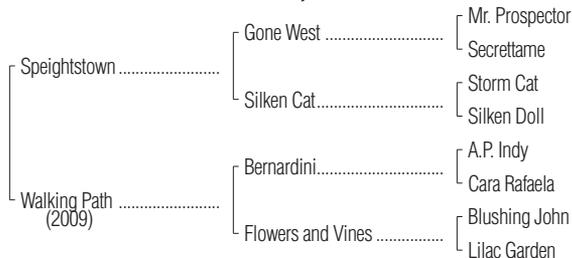 Mr. Prospector
Gone West ........................
Secrettame
Speightstown ........................
Storm Cat
Silken Cat........................
Silken Doll
A.P. Indy
Bernardini........................
Cara Rafaela
Walking Path ........................
(2009)
Blushing John
Flowers and Vines ................
Lilac Garden